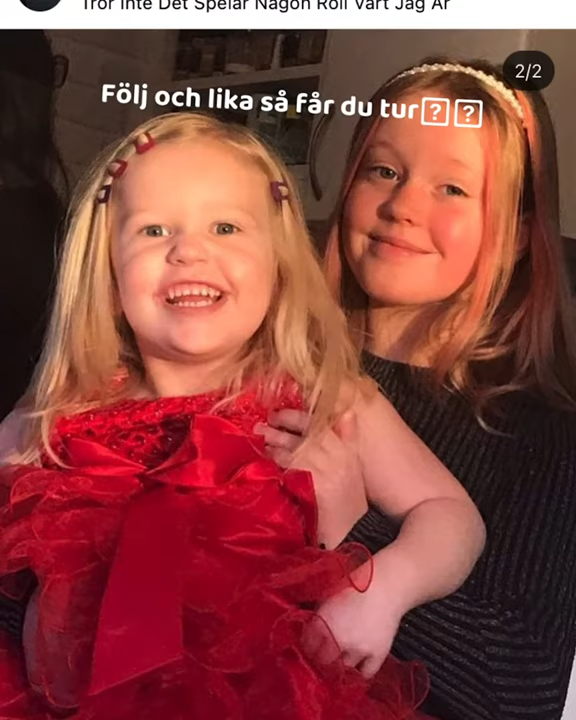 Tror Inte Det Spelar Någon Roll Vart Jag Är
2/2
Följ och lika så får du tur